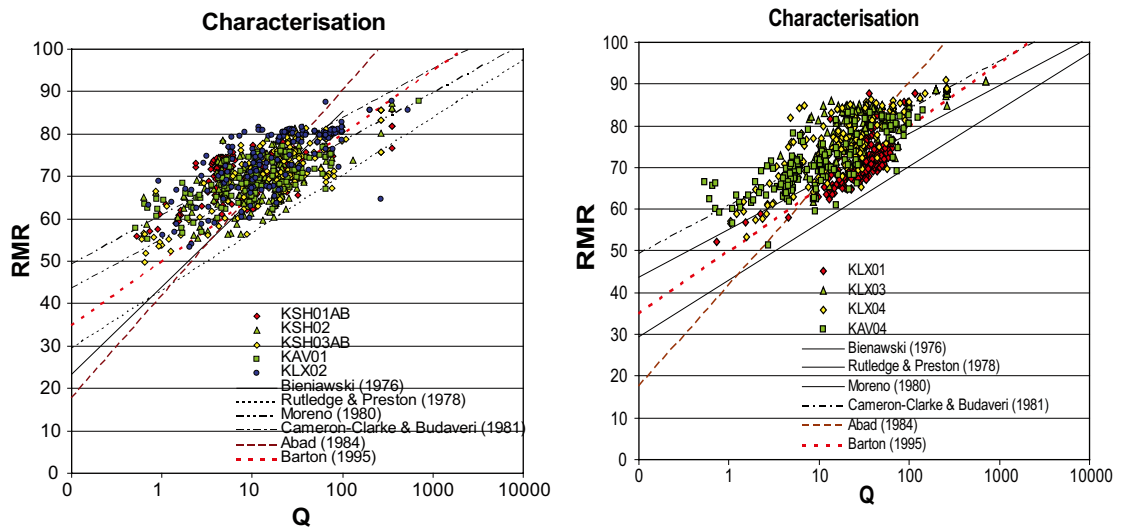 Characterisation
100
90
80
70
60
50
40
30
20
10
0
RMR
0
1
10
100
1000
10000
Q
KSH01AB
KSH02
KSH03AB
KAV01
KLX02
Bieniawski (1976)
Rutledge & Preston (1978)
Moreno (1980)
Cameron-Clarke & Budaveri (1981)
Abad (1984)
Barton (1995)
Characterisation
100
90
80
70
60
50
40
30
20
10
0
RMR
0
1
10
100
1000
10000
Q
KLX01
KLX03
KLX04
KAV04
Bienawski (1976)
Rutledge & Preston (1978)
Moreno (1980)
Cameron-Clarke & Budaveri (1981)
Abad (1984)
Barton (1995)